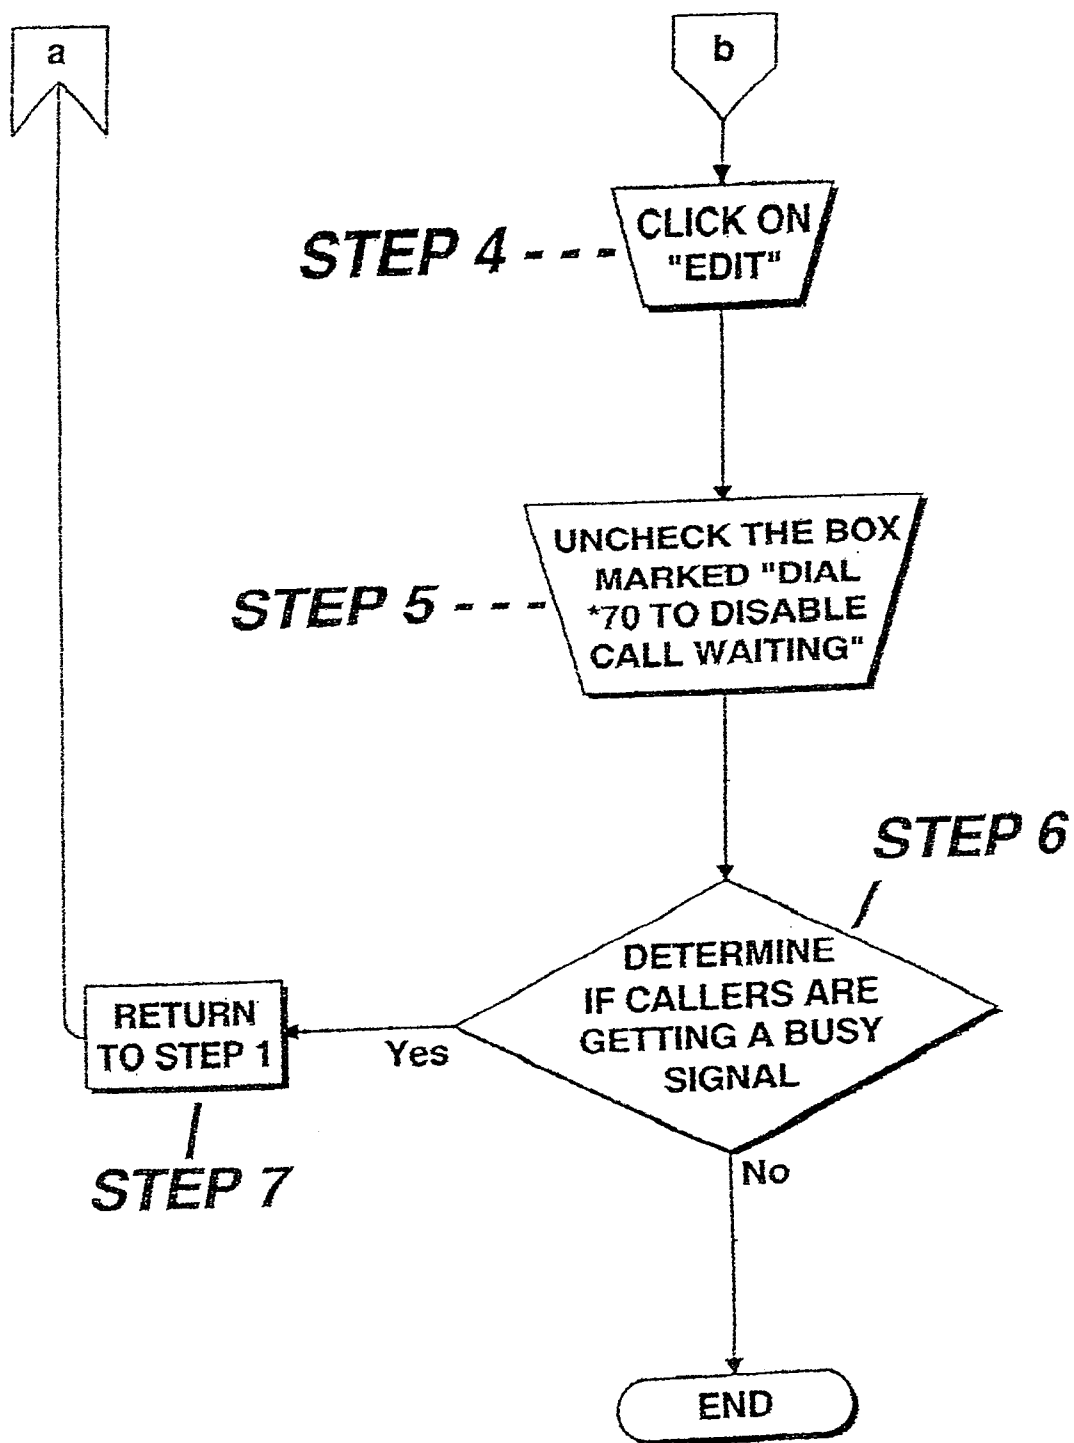 a
b
STEP 4 - - -
CLICK ON
"EDIT"
STEP 5 - - -
UNCHECK THE BOX
MARKED "DIAL
*70 TO DISABLE
CALL WAITING"
STEP 6
DETERMINE
IF CALLERS ARE
GETTING A BUSY
SIGNAL
Yes
RETURN
TO STEP 1
STEP 7
No
END